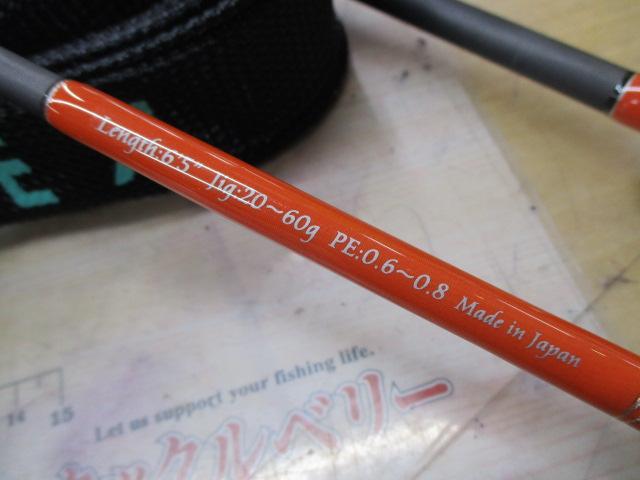 Length:6'5" Jig:20~60g PE:0.6~0.8 Made in Japan
14 15
Let us support your fishing life.
タックルベリー